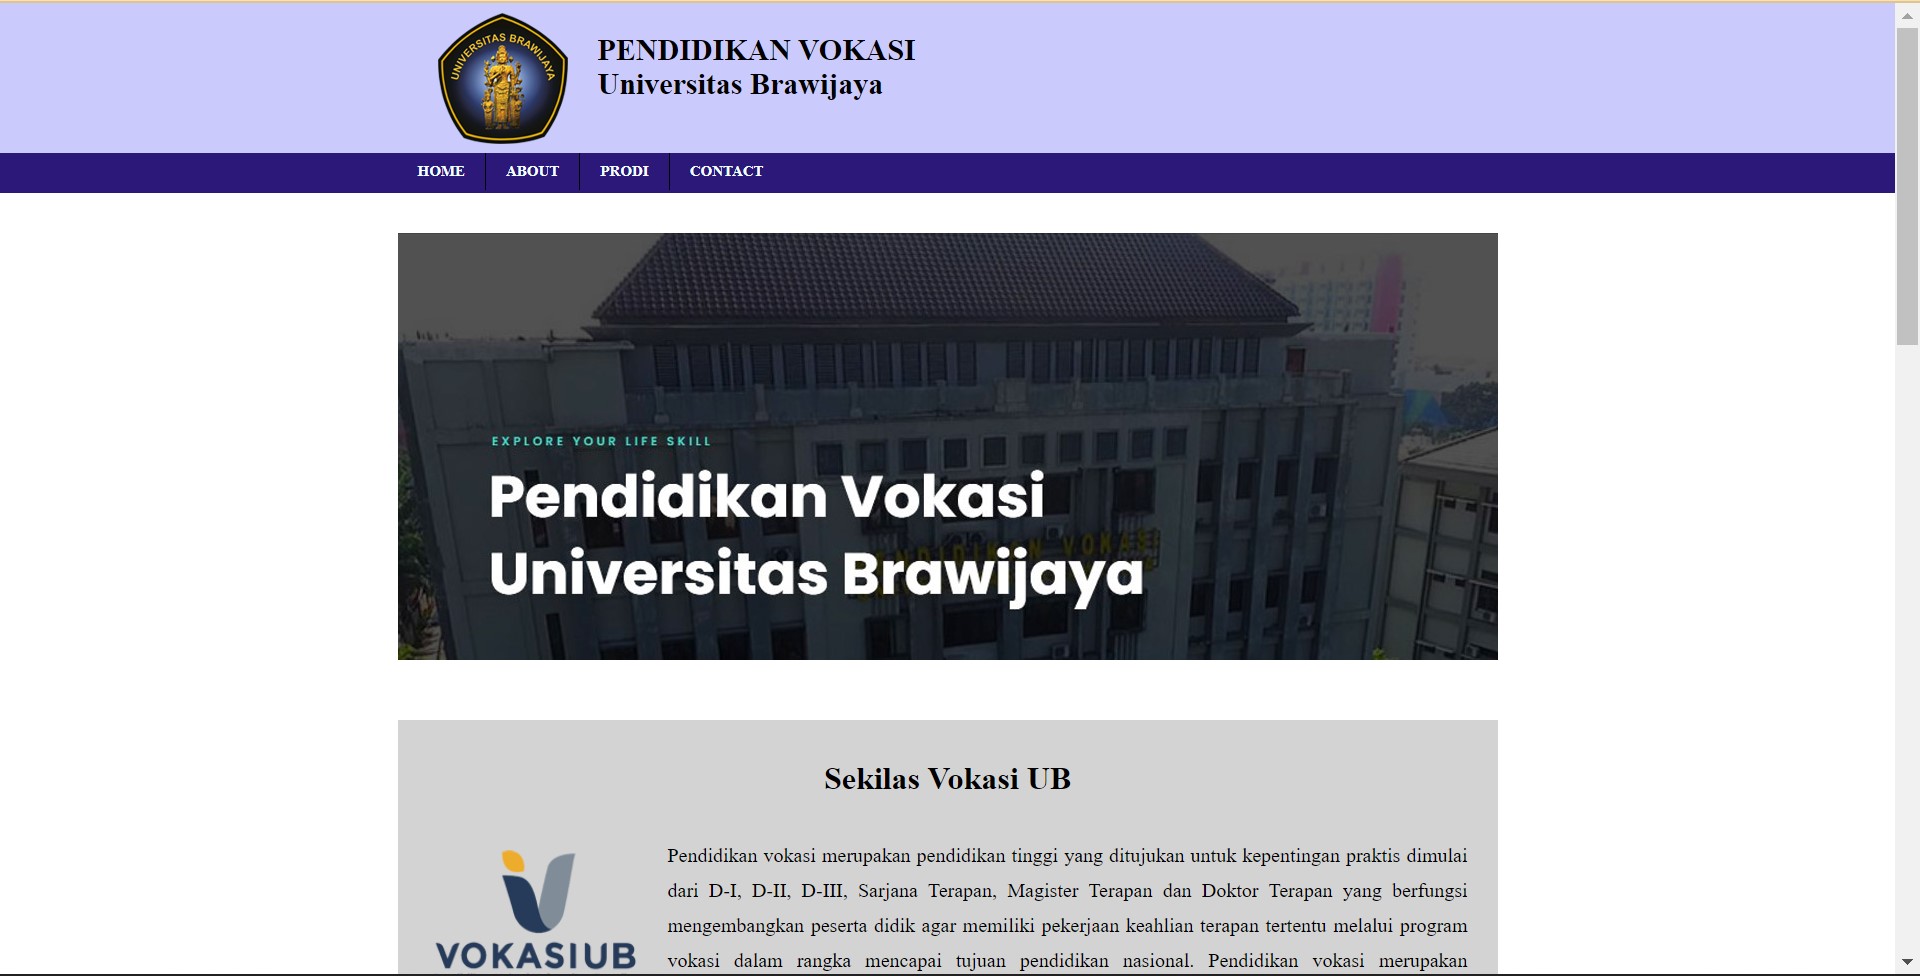 UNIVERSITAS BRAWIJAYA
PENDIDIKAN VOKASI
Universitas Brawijaya
HOME
ABOUT
PRODI
CONTACT
EXPLORE YOUR LIFE SKILL
Pendidikan Vokasi
Universitas Brawijaya
PENDIDIKAN VOKASI
Sekilas Vokasi UB
VOKASIUB
Pendidikan vokasi merupakan pendidikan tinggi yang ditujukan untuk kepentingan praktis dimulai
dari D-I, D-II, D-III, Sarjana Terapan, Magister Terapan dan Doktor Terapan yang berfungsi
mengembangkan peserta didik agar memiliki pekerjaan keahlian terapan tertentu melalui program
vokasi dalam rangka mencapai tujuan pendidikan nasional. Pendidikan vokasi merupakan